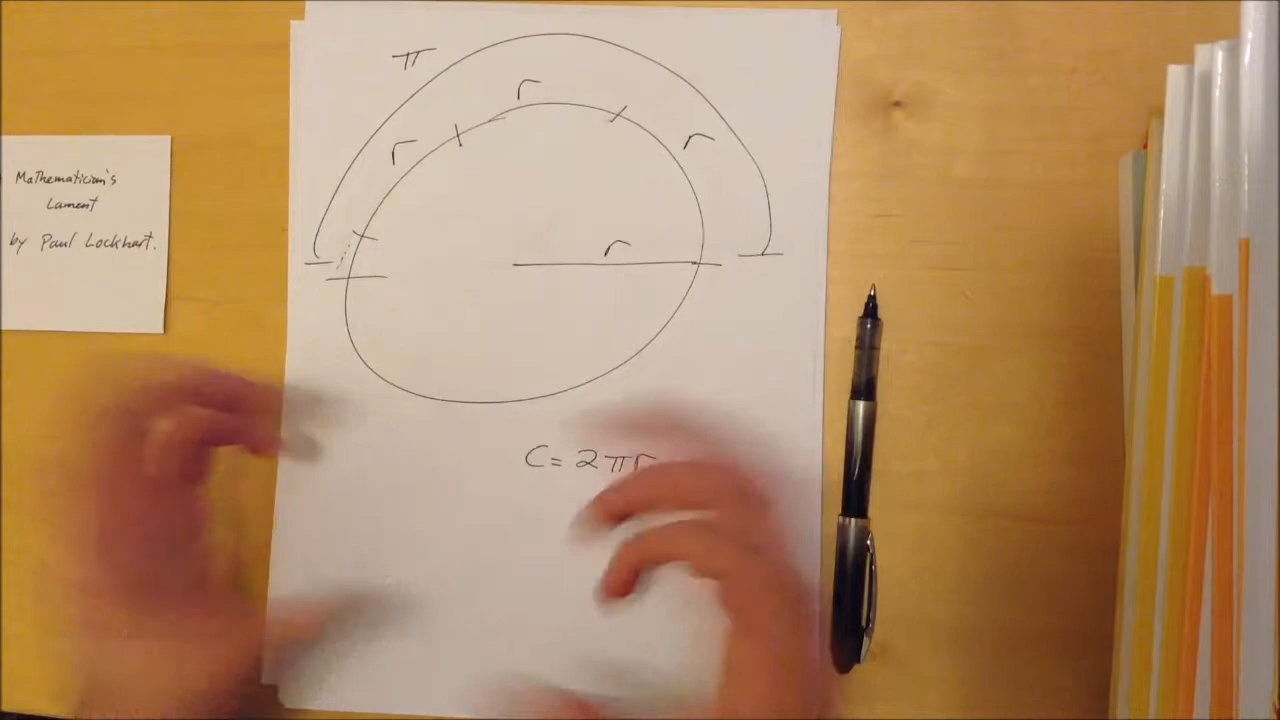 Mathematician's
Lament
by Paul Lockhart.
π
r
r
r
r
C = 2πr